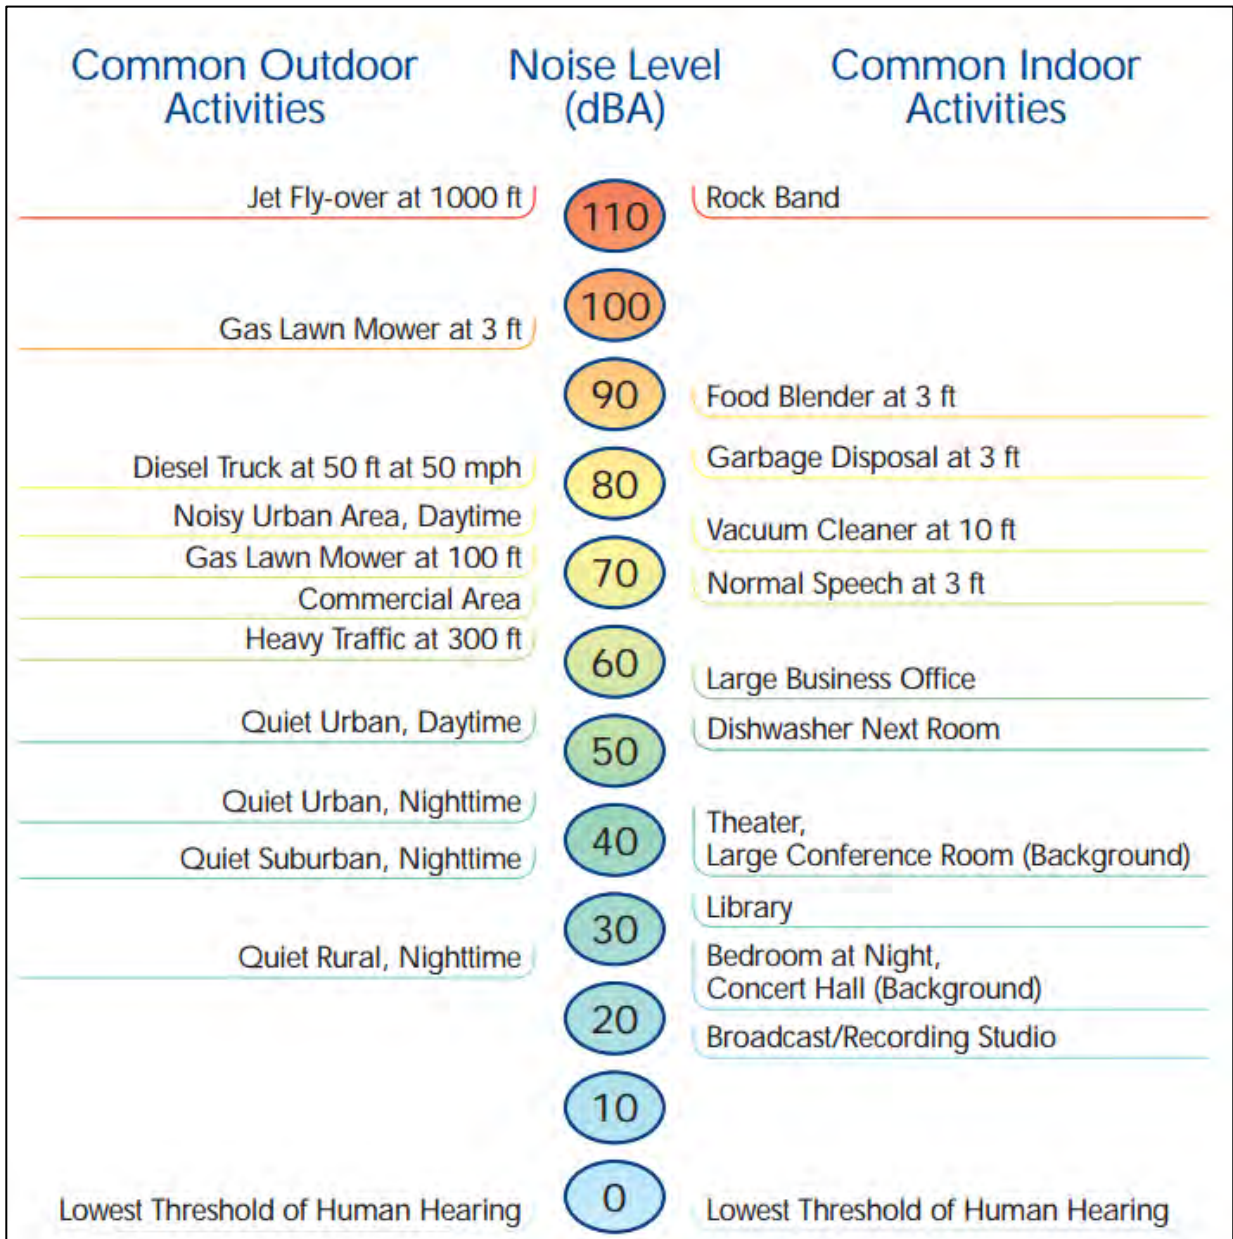 Common Outdoor
Activities
Noise Level
(dBA)
Common Indoor
Activities
Jet Fly-over at 1000 ft
110
Rock Band
100
Gas Lawn Mower at 3 ft
90
Food Blender at 3 ft
Diesel Truck at 50 ft at 50 mph
80
Garbage Disposal at 3 ft
Noisy Urban Area, Daytime
Vacuum Cleaner at 10 ft
Gas Lawn Mower at 100 ft
70
Normal Speech at 3 ft
Commercial Area
Heavy Traffic at 300 ft
60
Large Business Office
Quiet Urban, Daytime
50
Dishwasher Next Room
Quiet Urban, Nighttime
40
Theater,
Large Conference Room (Background)
Quiet Suburban, Nighttime
Library
30
Quiet Rural, Nighttime
Bedroom at Night,
Concert Hall (Background)
20
Broadcast/Recording Studio
10
Lowest Threshold of Human Hearing
0
Lowest Threshold of Human Hearing